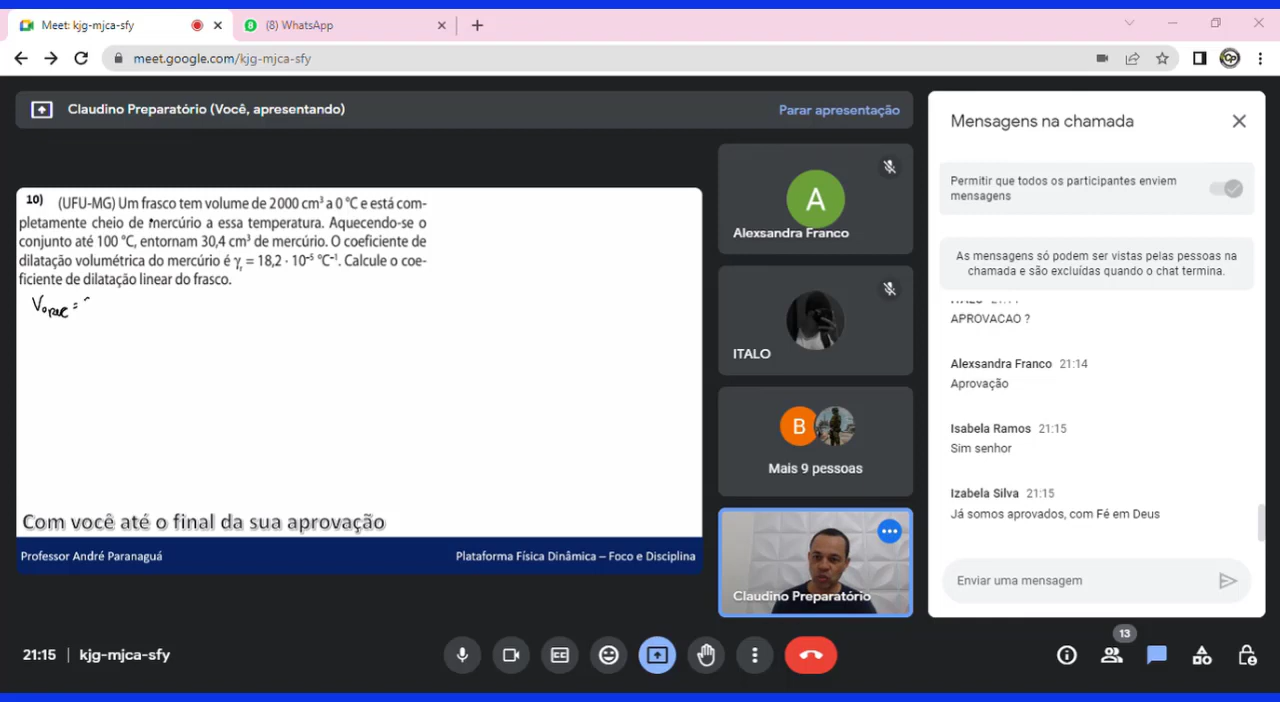 Meet: kjg-mjca-sfy
(8) WhatsApp
meet.google.com/kjg-mjca-sfy
Claudino Preparatório (Você, apresentando)
Parar apresentação
10) (UFU-MG) Um frasco tem volume de 2 000 cm³ a 0 °C e está com-
pletamente cheio de mercúrio a essa temperatura. Aquecendo-se o
conjunto até 100 °C, entornam 30,4 cm³ de mercúrio. O coeficiente de
dilatação volumétrica do mercúrio é γr = 18,2 · 10⁻⁵ °C⁻¹. Calcule o coe-
ficiente de dilatação linear do frasco.
Com você até o final da sua aprovação
Professor André Paranaguá
Plataforma Física Dinâmica – Foco e Disciplina
A
Alexsandra Franco
ITALO
B
Mais 9 pessoas
Claudino Preparatório
Mensagens na chamada
Permitir que todos os participantes enviem
mensagens
As mensagens só podem ser vistas pelas pessoas na
chamada e são excluídas quando o chat termina.
APROVACAO ?
Alexsandra Franco 21:14
Aprovação
Isabela Ramos 21:15
Sim senhor
Izabela Silva 21:15
Já somos aprovados, com Fé em Deus
Enviar uma mensagem
21:15 | kjg-mjca-sfy
13